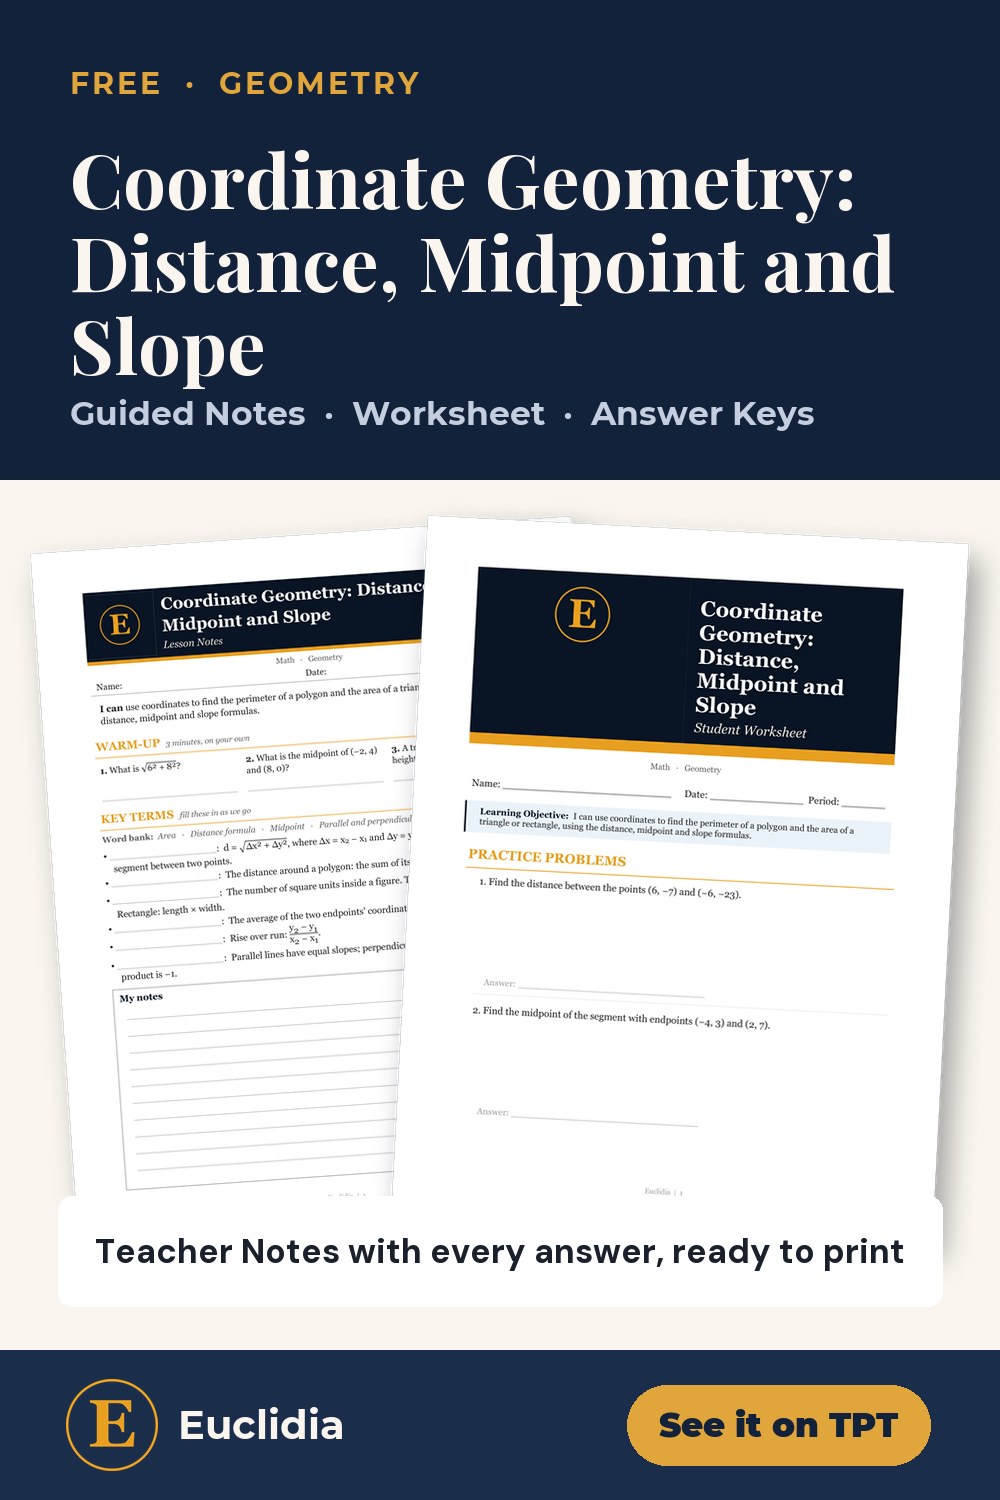 FREE · GEOMETRY
Coordinate Geometry:
Distance, Midpoint and
Slope
Guided Notes · Worksheet · Answer Keys
E
Coordinate Geometry: Distance
Midpoint and Slope
Lesson Notes
Math · Geometry
Name:
Date:
I can use coordinates to find the perimeter of a polygon and the area of a
distance, midpoint and slope formulas.
WARM-UP 3 minutes, on your own
1. What is √(6² + 8²)?
2. What is the midpoint of (−2, 4)
and (8, 0)?
3. A
KEY TERMS fill these in as we go
Word bank: Area · Distance formula · Midpoint · Parallel and
• : d = √(Δx² + Δy²), where Δx = x₂ − x₁ and Δy =
segment between two points.
• : The distance around a polygon: the sum of its
• : The number of square units inside a figure.
Rectangle: length × width.
• : The average of the two endpoints'
• : Rise over run: (y₂ − y₁)/(x₂ − x₁).
• : Parallel lines have equal slopes;
product is −1.
My notes
E
Coordinate
Geometry:
Distance,
Midpoint and
Slope
Student Worksheet
Math · Geometry
Name: Date: Period:
Learning Objective: I can use coordinates to find the perimeter of a polygon and the area of a
triangle or rectangle, using the distance, midpoint and slope formulas.
PRACTICE PROBLEMS
1. Find the distance between the points (6, −7) and (−6, −23).
Answer:
2. Find the midpoint of the segment with endpoints (−4, 3) and (2, 7).
Answer:
Euclidia | 1
Teacher Notes with every answer, ready to print
E
Euclidia
See it on TPT